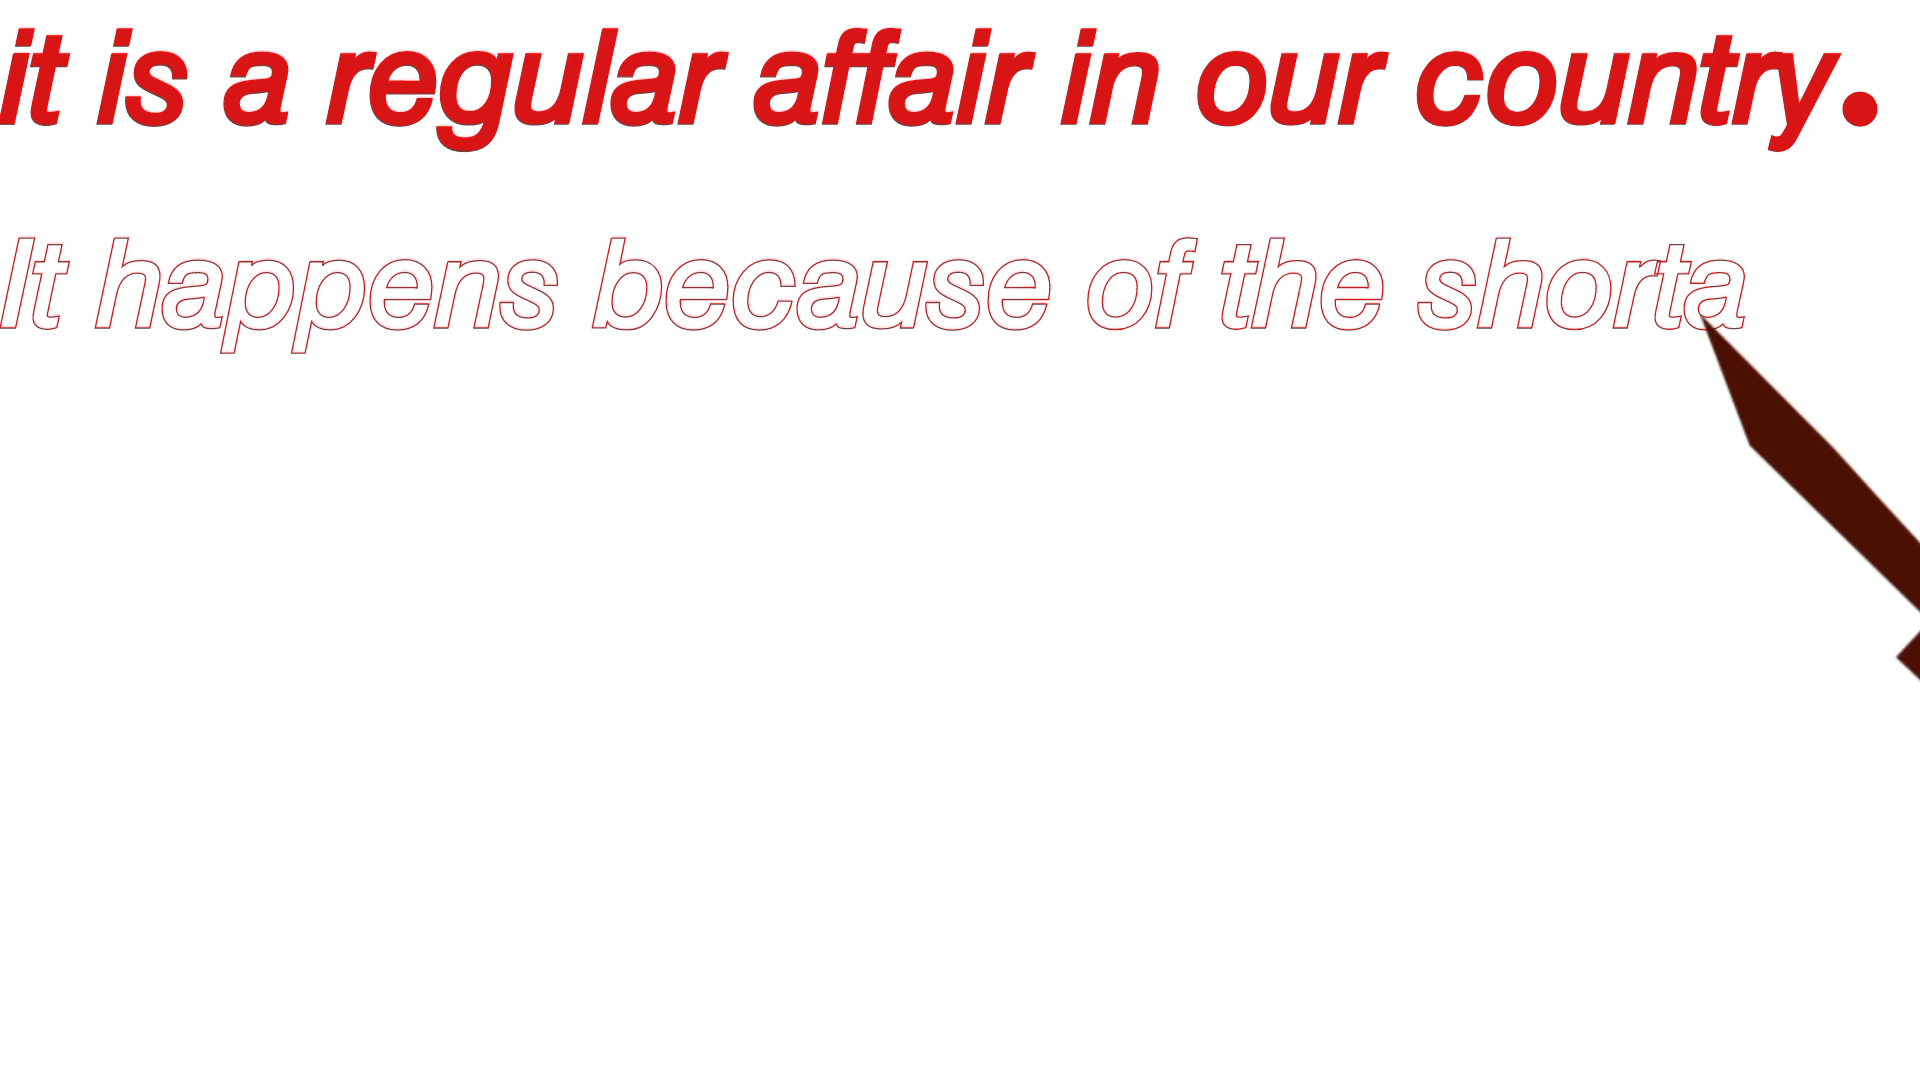 it is a regular affair in our country.
It happens because of the shorta